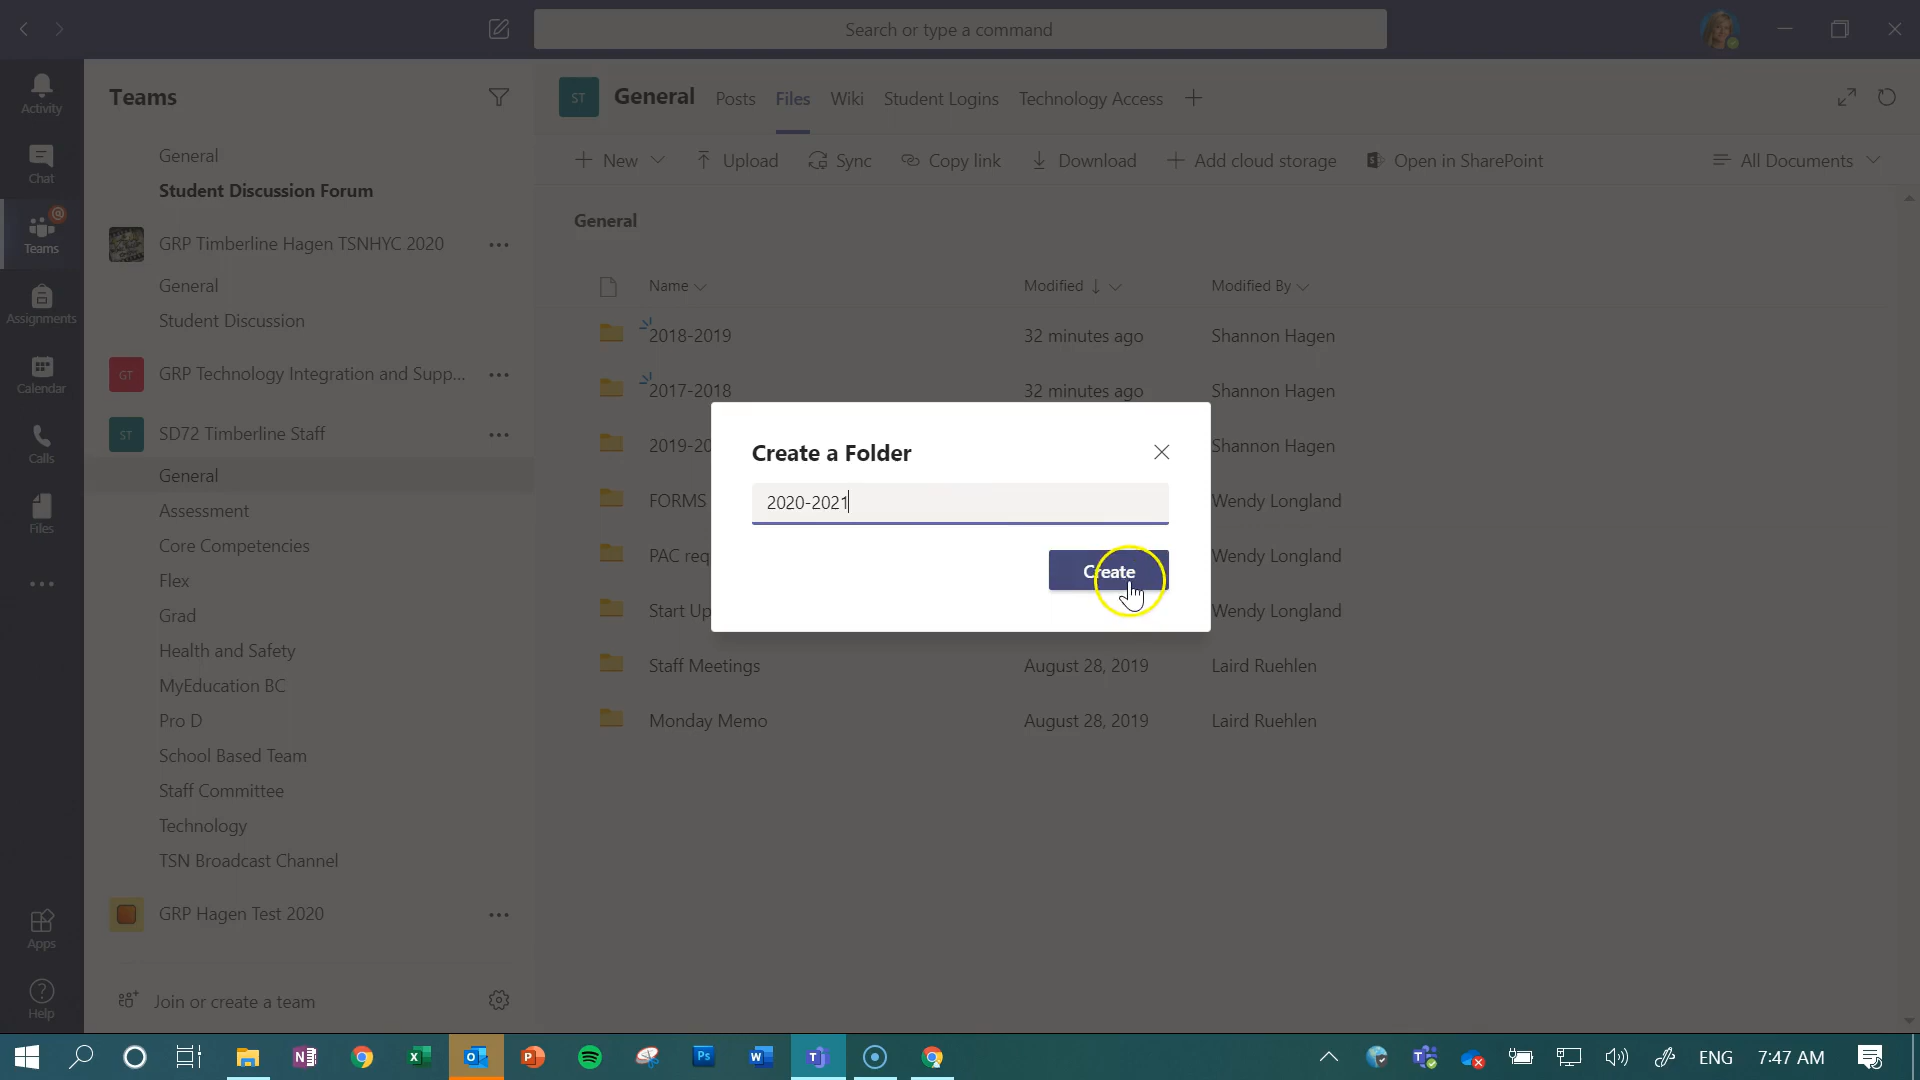 Search or type a command
Activity
Chat
Teams
Assignments
Calendar
Calls
Files
Apps
Help
Teams
General
Student Discussion Forum
GRP Timberline Hagen TSNHYC 2020
General
Student Discussion
GT
GRP Technology Integration and Supp...
ST
SD72 Timberline Staff
General
Assessment
Core Competencies
Flex
Grad
Health and Safety
MyEducation BC
Pro D
School Based Team
Staff Committee
Technology
TSN Broadcast Channel
GRP Hagen Test 2020
Join or create a team
ST General Posts Files Wiki Student Logins Technology Access
New Upload Sync Copy link Download Add cloud storage Open in SharePoint All Documents
General
Name Modified Modified By
2018-2019 32 minutes ago Shannon Hagen
2017-2018 32 minutes ago Shannon Hagen
2019-20 Shannon Hagen
FORMS Wendy Longland
PAC req Wendy Longland
Start Up Wendy Longland
Staff Meetings August 28, 2019 Laird Ruehlen
Monday Memo August 28, 2019 Laird Ruehlen
Create a Folder
2020-2021
Create
ENG 7:47 AM